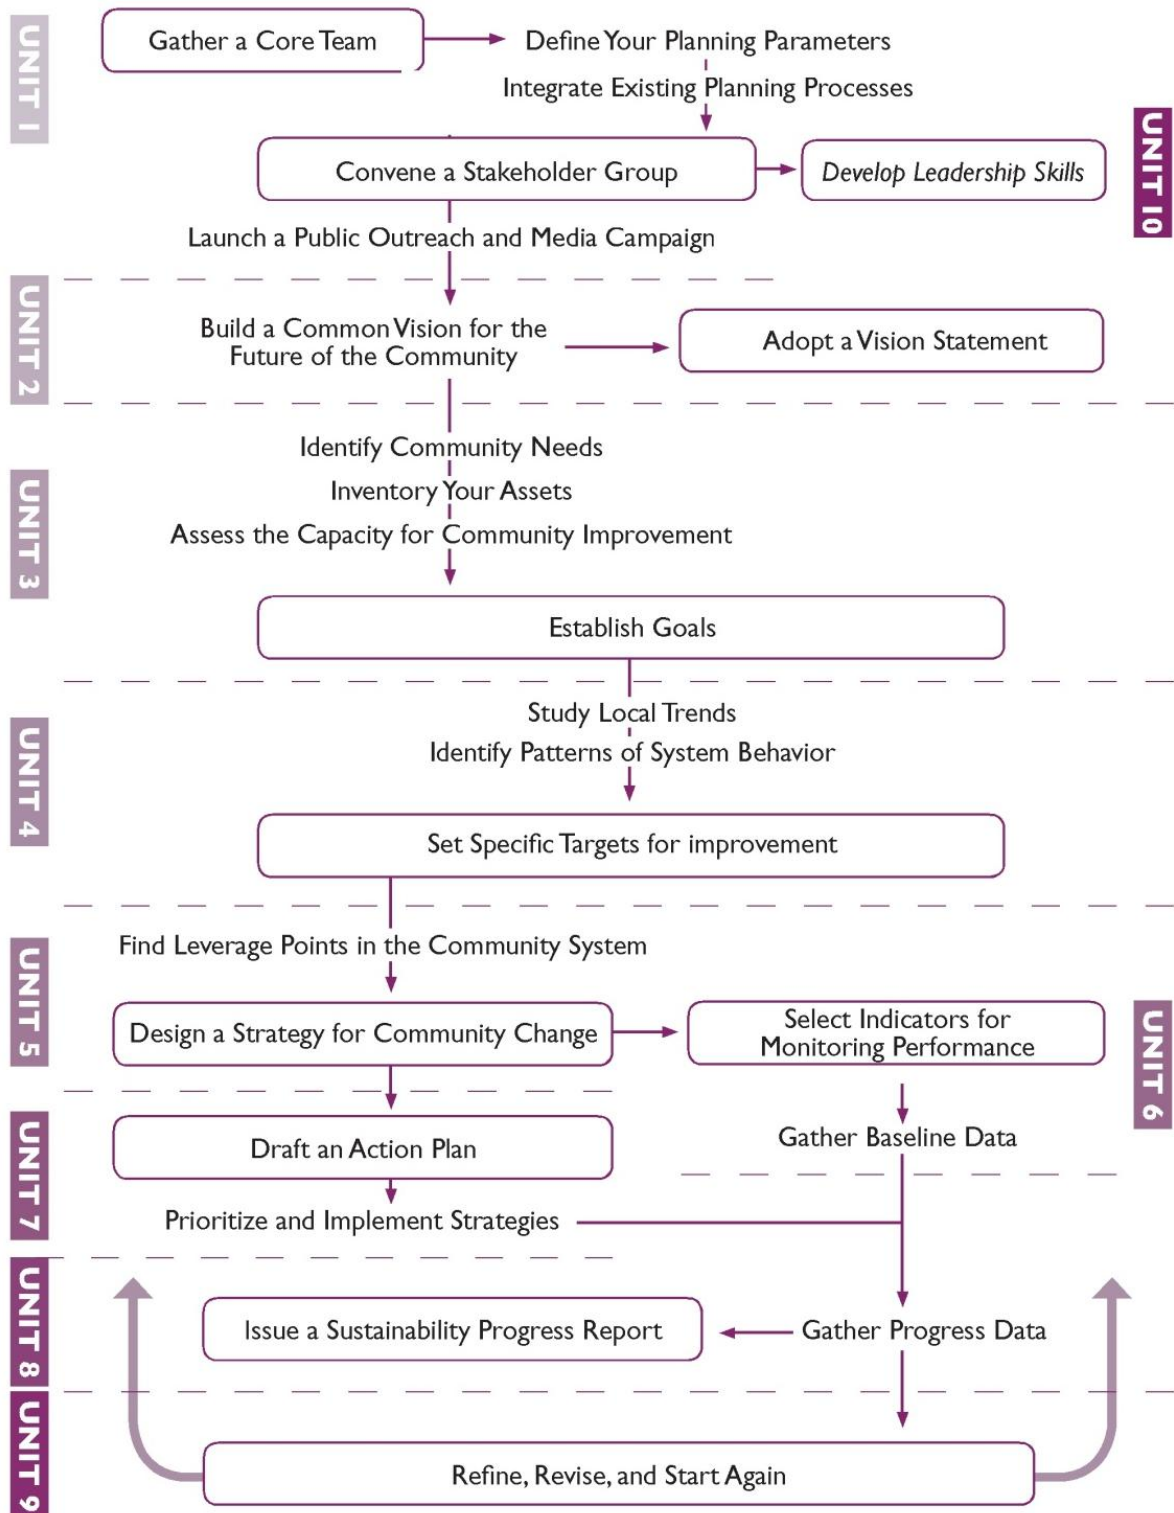 UNIT 1
Gather a Core Team
Define Your Planning Parameters
Integrate Existing Planning Processes
Convene a Stakeholder Group
Develop Leadership Skills
UNIT 10
Launch a Public Outreach and Media Campaign
UNIT 2
Build a Common Vision for the
Future of the Community
Adopt a Vision Statement
UNIT 3
Identify Community Needs
Inventory Your Assets
Assess the Capacity for Community Improvement
Establish Goals
UNIT 4
Study Local Trends
Identify Patterns of System Behavior
Set Specific Targets for improvement
UNIT 5
Find Leverage Points in the Community System
Design a Strategy for Community Change
Select Indicators for
Monitoring Performance
UNIT 6
UNIT 7
Draft an Action Plan
Gather Baseline Data
Prioritize and Implement Strategies
UNIT 8
Issue a Sustainability Progress Report
Gather Progress Data
UNIT 9
Refine, Revise, and Start Again